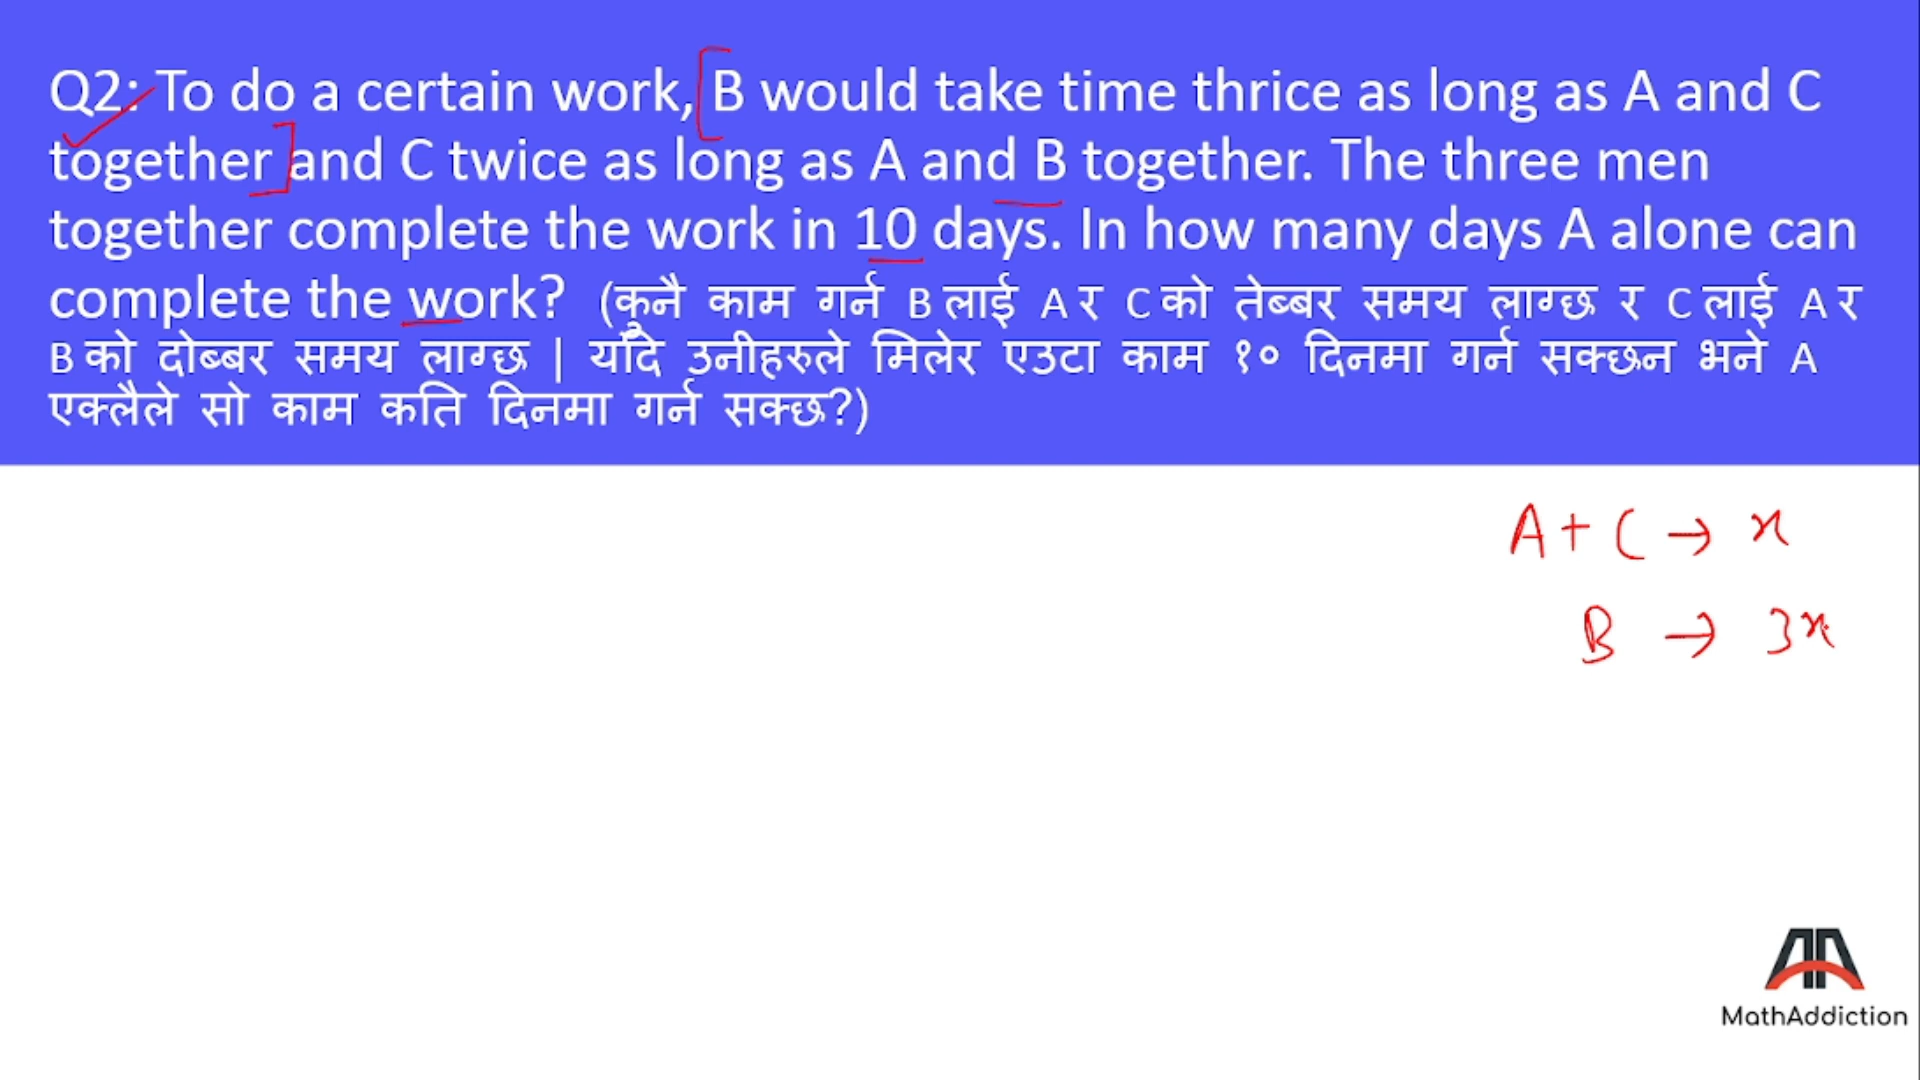 Q2: To do a certain work, B would take time thrice as long as A and C
together and C twice as long as A and B together. The three men
together complete the work in 10 days. In how many days A alone can
complete the work? (कुनै काम गर्न B लाई A र C को तेब्बर समय लाग्छ र C लाई A र
B को दोब्बर समय लाग्छ | यदि उनीहरुले मिलेर एउटा काम १० दिनमा गर्न सक्छन भने A
एक्लैले सो काम कति दिनमा गर्न सक्छ?)
A + C → x
B → 3x
MathAddiction